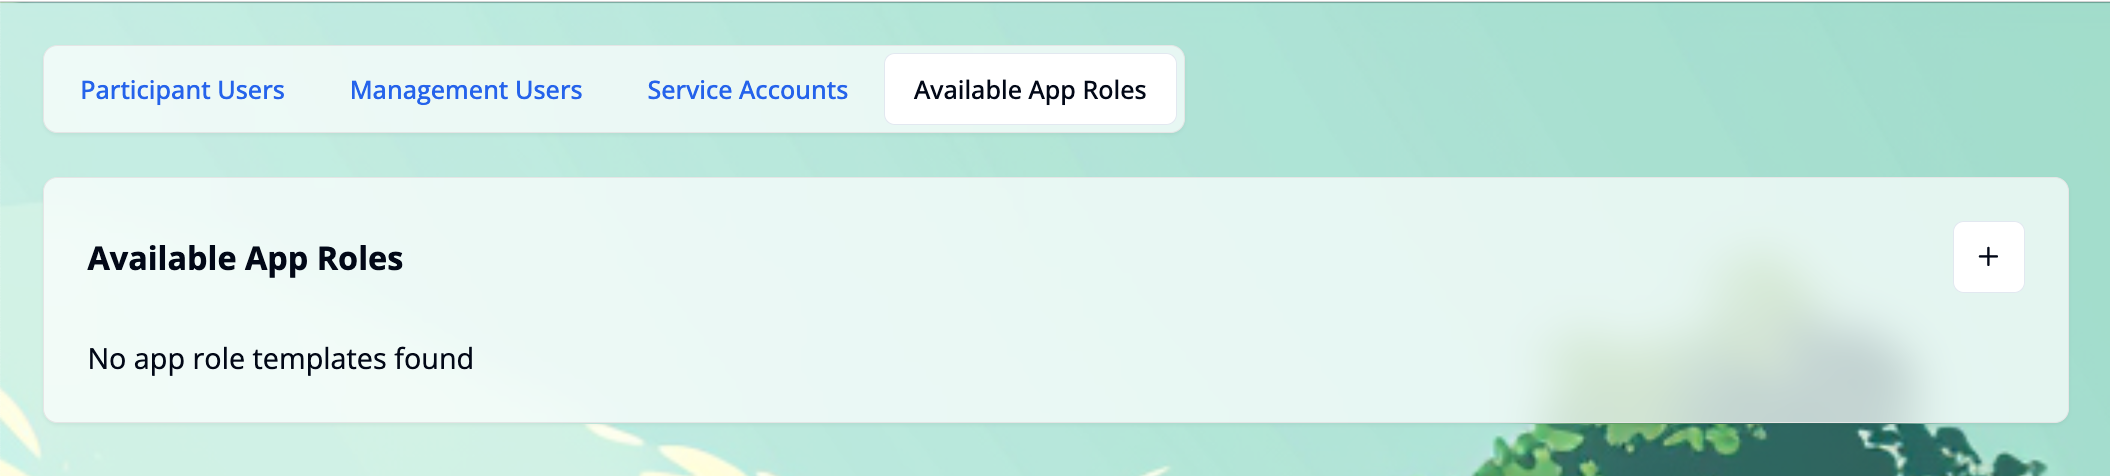 Participant Users Management Users Service Accounts Available App Roles
Available App Roles
+
No app role templates found